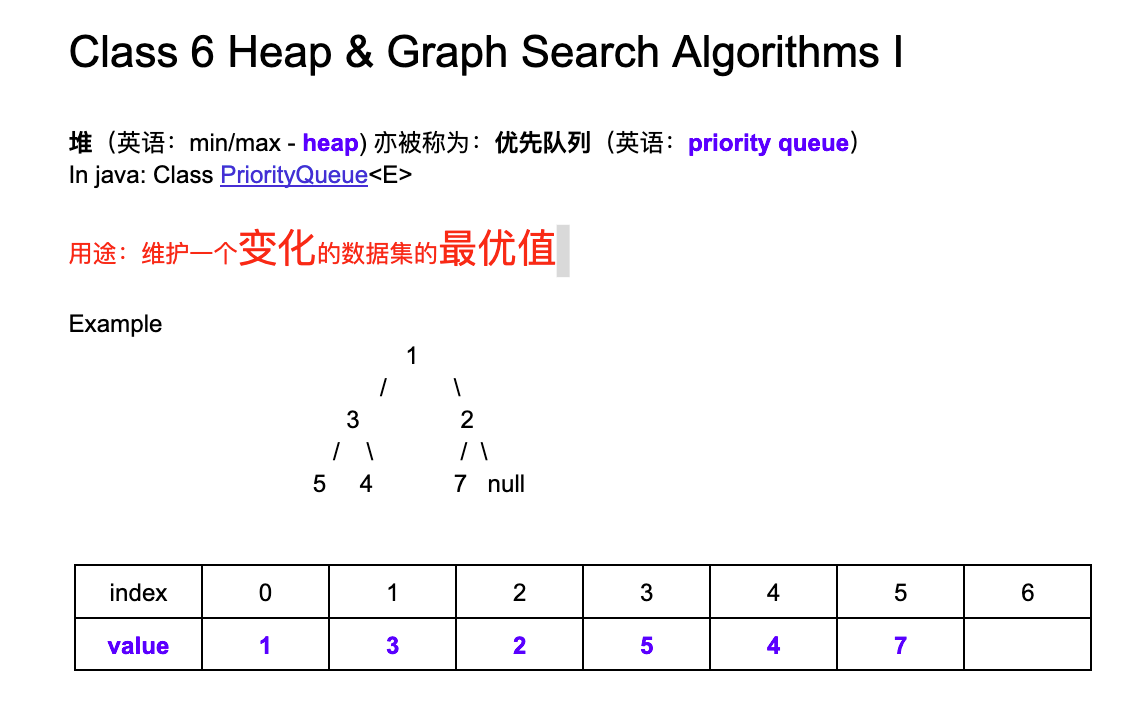 Class 6 Heap & Graph Search Algorithms I
堆（英语：min/max - heap) 亦被称为：优先队列（英语：priority queue）
In java: Class PriorityQueue<E>
用途：维护一个变化的数据集的最优值
Example
1
/ \
3 2
/ \ / \
5 4 7 null
index 0 1 2 3 4 5 6
value 1 3 2 5 4 7